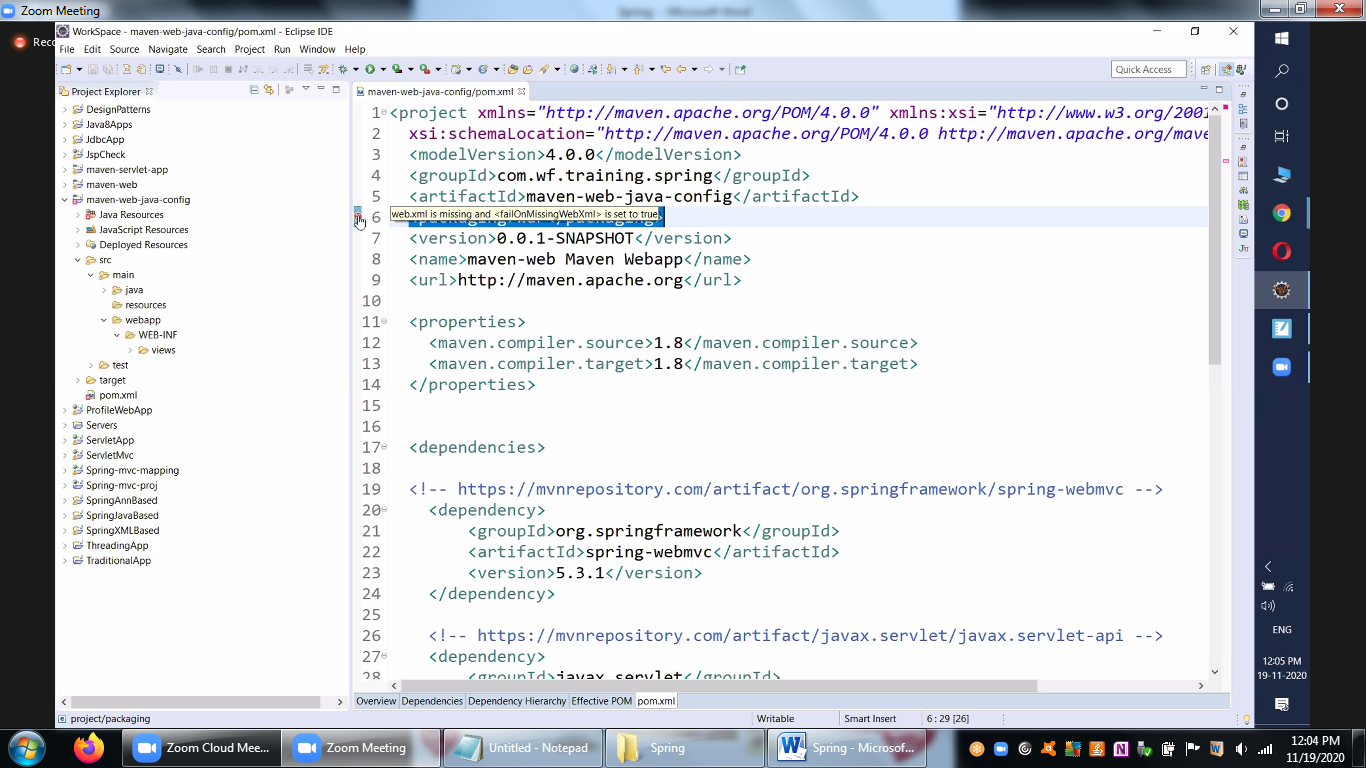 Zoom Meeting
Spring - Microsoft Word
WorkSpace - maven-web-java-config/pom.xml - Eclipse IDE
File Edit Source Navigate Search Project Run Window Help
Quick Access
Project Explorer
DesignPatterns
Java8Apps
JdbcApp
JspCheck
maven-servlet-app
maven-web
maven-web-java-config
Java Resources
JavaScript Resources
Deployed Resources
src
main
java
resources
webapp
WEB-INF
views
test
target
pom.xml
ProfileWebApp
Servers
ServletApp
ServletMvc
Spring-mvc-mapping
Spring-mvc-proj
SpringAnnBased
SpringJavaBased
SpringXMLBased
ThreadingApp
TraditionalApp
maven-web-java-config/pom.xml
1 <project xmlns="http://maven.apache.org/POM/4.0.0" xmlns:xsi="http://www.w3.org/2001
2 xsi:schemaLocation="http://maven.apache.org/POM/4.0.0 http://maven.apache.org/mave
3 <modelVersion>4.0.0</modelVersion>
4 <groupId>com.wf.training.spring</groupId>
5 <artifactId>maven-web-java-config</artifactId>
web.xml is missing and <failOnMissingWebXml> is set to true
6
7 <version>0.0.1-SNAPSHOT</version>
8 <name>maven-web Maven Webapp</name>
9 <url>http://maven.apache.org</url>
10
11 <properties>
12 <maven.compiler.source>1.8</maven.compiler.source>
13 <maven.compiler.target>1.8</maven.compiler.target>
14 </properties>
15
16
17 <dependencies>
18
19 <!-- https://mvnrepository.com/artifact/org.springframework/spring-webmvc -->
20 <dependency>
21 <groupId>org.springframework</groupId>
22 <artifactId>spring-webmvc</artifactId>
23 <version>5.3.1</version>
24 </dependency>
25
26 <!-- https://mvnrepository.com/artifact/javax.servlet/javax.servlet-api -->
27 <dependency>
28 <groupId>javax.servlet</groupId>
Overview Dependencies Dependency Hierarchy Effective POM pom.xml
project/packaging
Writable Smart Insert 6 : 29 [26]
ENG
12:05 PM
19-11-2020
Zoom Cloud Mee...
Zoom Meeting
Untitled - Notepad
Spring
Spring - Microsof...
12:04 PM
11/19/2020